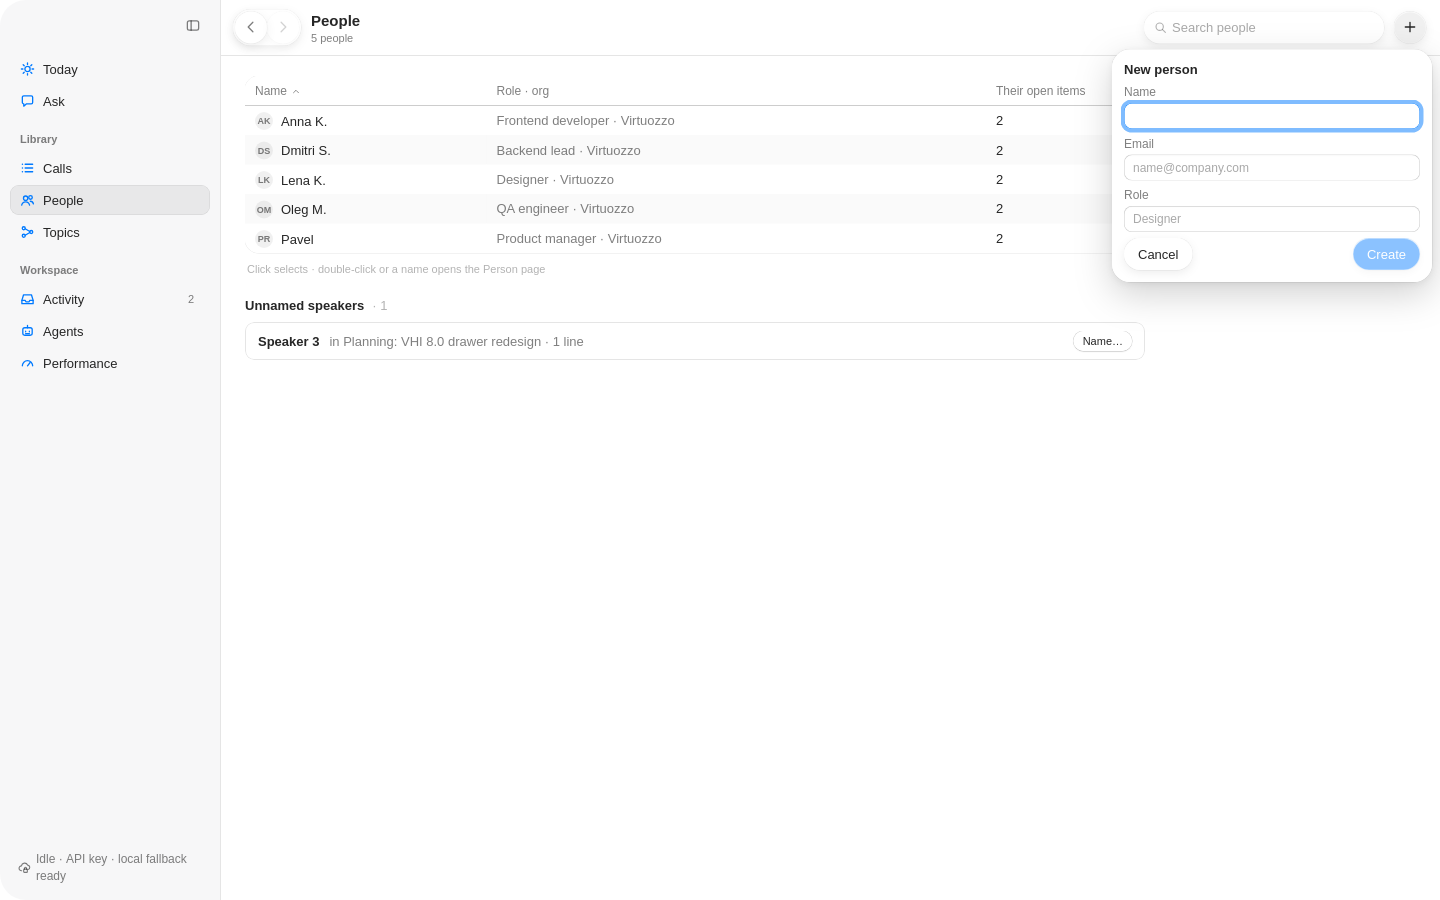 People
5 people
Search people
Today
Ask
Library
Calls
People
Topics
Workspace
Activity 2
Agents
Performance
Idle · API key · local fallback
ready
Name Role · org Their open items
AK Anna K. Frontend developer · Virtuozzo 2
DS Dmitri S. Backend lead · Virtuozzo 2
LK Lena K. Designer · Virtuozzo 2
OM Oleg M. QA engineer · Virtuozzo 2
PR Pavel Product manager · Virtuozzo 2
Click selects · double-click or a name opens the Person page
Unnamed speakers · 1
Speaker 3 in Planning: VHI 8.0 drawer redesign · 1 line Name…
New person
Name
Email
name@company.com
Role
Designer
Cancel Create